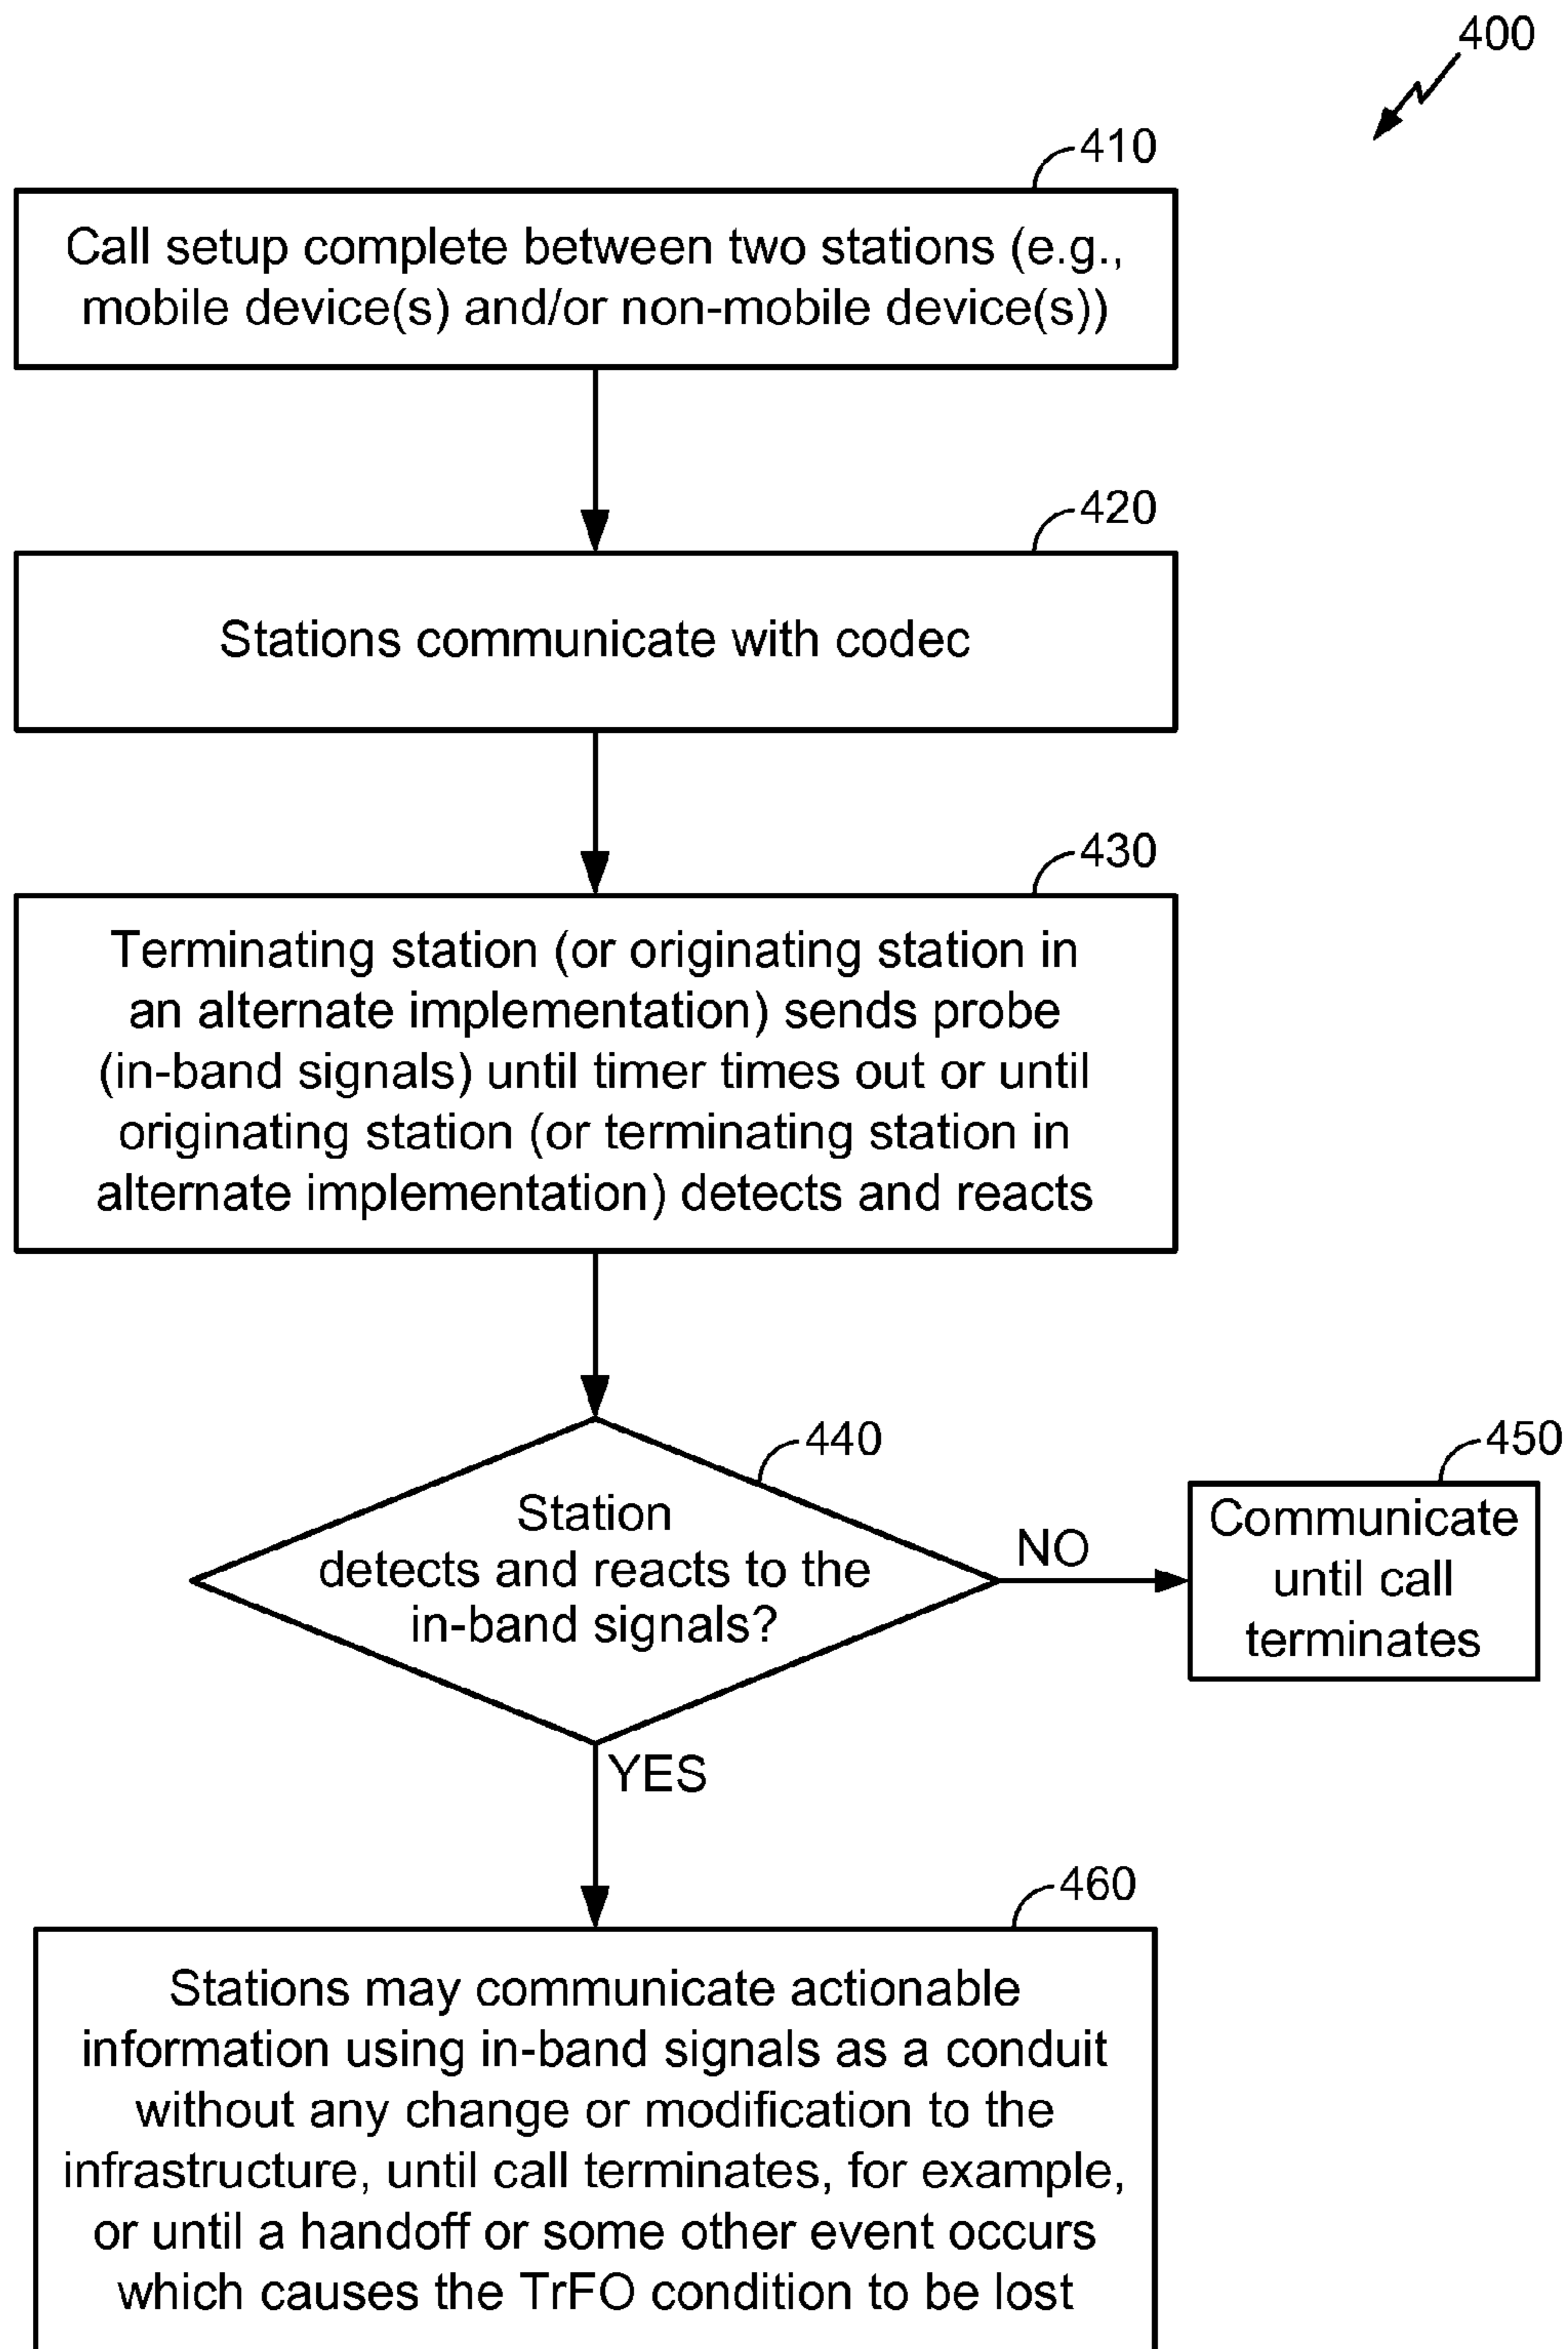 400
410
Call setup complete between two stations (e.g.,
mobile device(s) and/or non-mobile device(s))
420
Stations communicate with codec
430
Terminating station (or originating station in
an alternate implementation) sends probe
(in-band signals) until timer times out or until
originating station (or terminating station in
alternate implementation) detects and reacts
440
Station
detects and reacts to the
in-band signals?
NO
450
Communicate
until call
terminates
YES
460
Stations may communicate actionable
information using in-band signals as a conduit
without any change or modification to the
infrastructure, until call terminates, for example,
or until a handoff or some other event occurs
which causes the TrFO condition to be lost